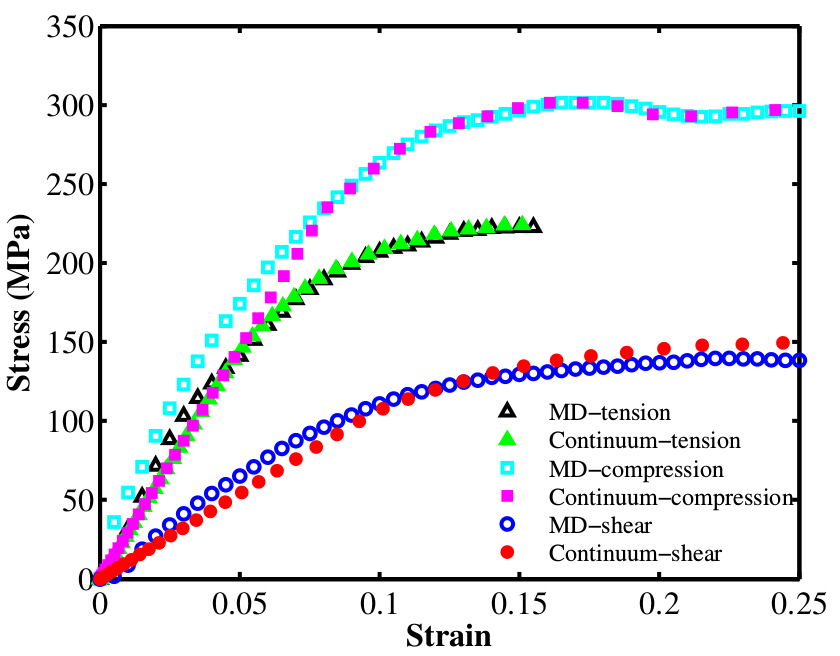 350
300
250
200
150
100
50
0
Stress (MPa)
MD-tension
Continuum-tension
MD-compression
Continuum-compression
MD-shear
Continuum-shear
0 0.05 0.1 0.15 0.2 0.25
Strain